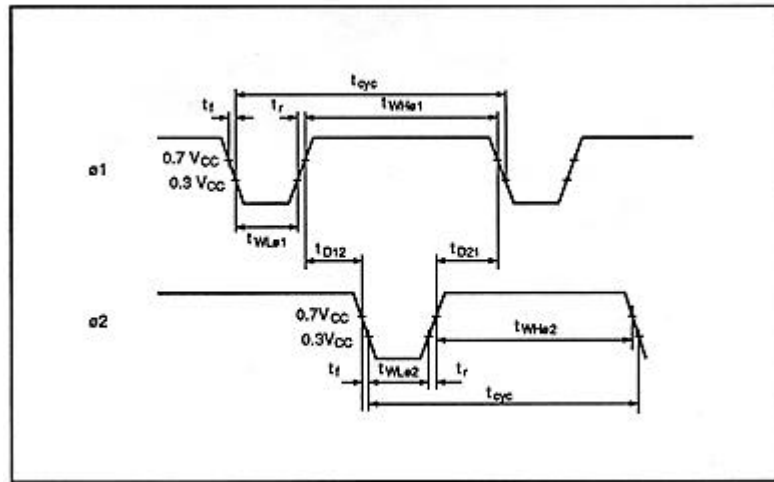 tcyc
tf tr tWHø1
ø1
0.7 VCC
0.3 VCC
tWLø1
tD12 tD21
ø2
0.7VCC
0.3VCC
tWHø2
tf tWLø2 tr
tcyc